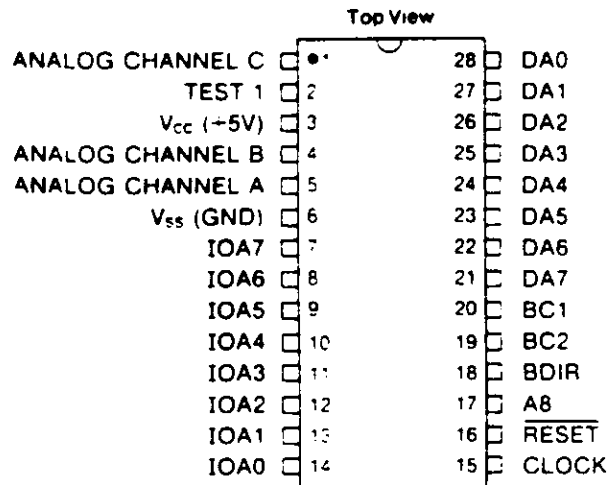 Top View
ANALOG CHANNEL C 1 28 DA0
TEST 1 2 27 DA1
Vcc (+5V) 3 26 DA2
ANALOG CHANNEL B 4 25 DA3
ANALOG CHANNEL A 5 24 DA4
Vss (GND) 6 23 DA5
IOA7 7 22 DA6
IOA6 8 21 DA7
IOA5 9 20 BC1
IOA4 10 19 BC2
IOA3 11 18 BDIR
IOA2 12 17 A8
IOA1 13 16 RESET
IOA0 14 15 CLOCK